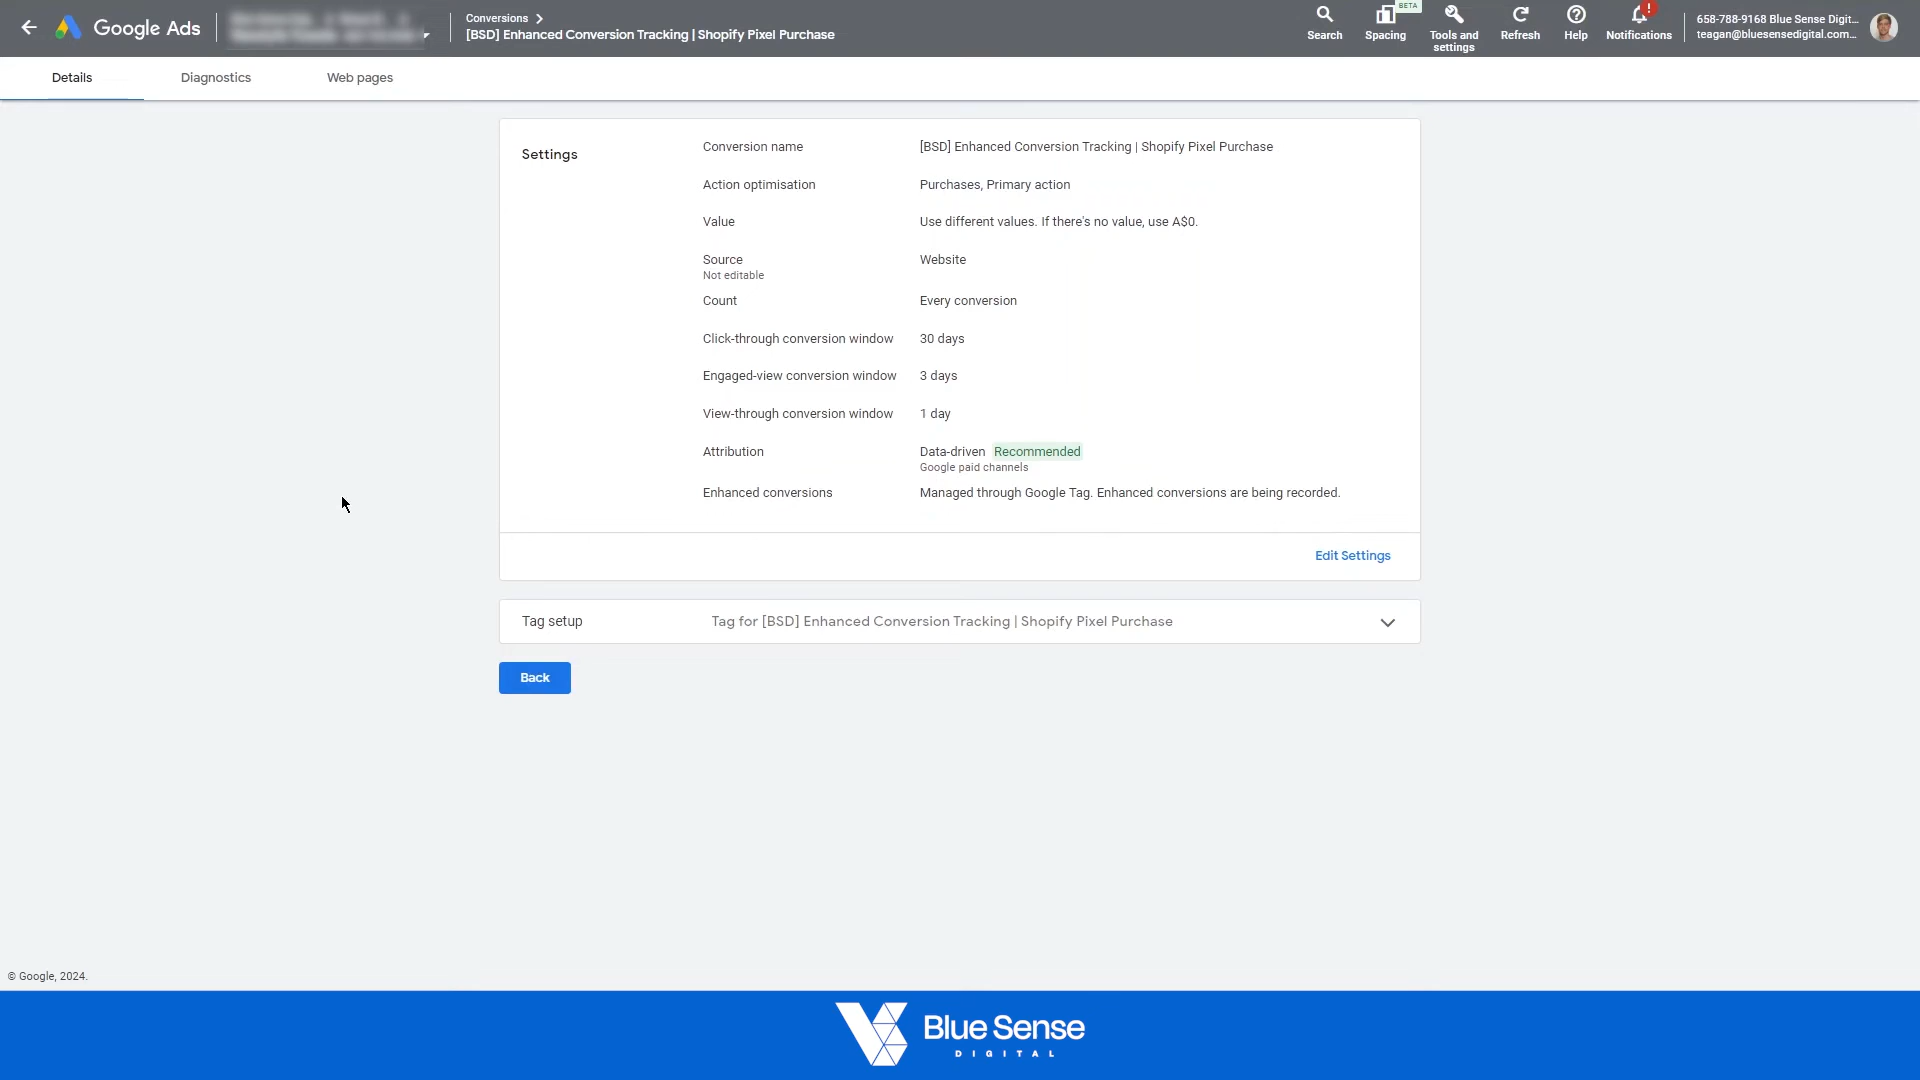 Google Ads
Conversions
[BSD] Enhanced Conversion Tracking | Shopify Pixel Purchase
Search
BETA
Spacing
Tools and
settings
Refresh
Help
!
Notifications
658-788-9168 Blue Sense Digit...
teagan@bluesensedigital.com...
Details
Diagnostics
Web pages
Settings
Conversion name
[BSD] Enhanced Conversion Tracking | Shopify Pixel Purchase
Action optimisation
Purchases, Primary action
Value
Use different values. If there's no value, use A$0.
Source
Not editable
Website
Count
Every conversion
Click-through conversion window
30 days
Engaged-view conversion window
3 days
View-through conversion window
1 day
Attribution
Data-driven Recommended
Google paid channels
Enhanced conversions
Managed through Google Tag. Enhanced conversions are being recorded.
Edit Settings
Tag setup
Tag for [BSD] Enhanced Conversion Tracking | Shopify Pixel Purchase
Back
© Google, 2024.
Blue Sense
DIGITAL